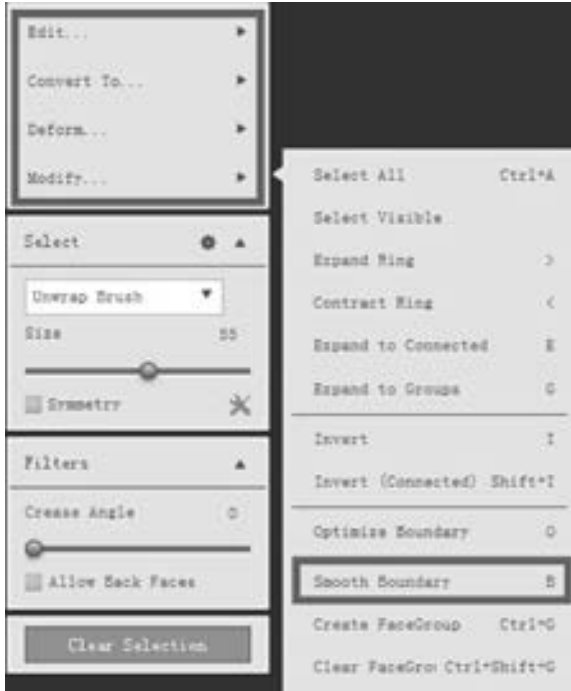 Edit...
Convert To...
Deform...
Modify...
Select
Unwrap Brush
Size 55
Symmetry
Filters
Crease Angle 0
Allow Back Faces
Clear Selection
Select All Ctrl+A
Select Visible
Expand Ring >
Contract Ring <
Expand to Connected E
Expand to Groups G
Invert I
Invert (Connected) Shift+I
Optimize Boundary O
Smooth Boundary B
Create FaceGroup Ctrl+G
Clear FaceGro Ctrl+Shift+G